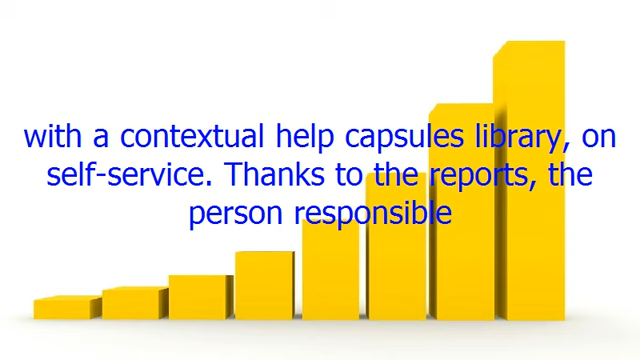 with a contextual help capsules library, on
self-service. Thanks to the reports, the
person responsible